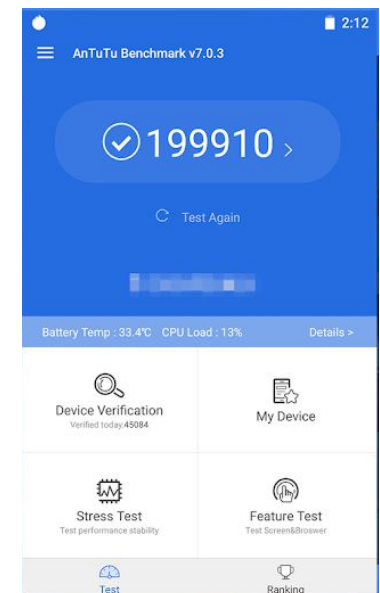 2:12
AnTuTu Benchmark v7.0.3
199910 >
Test Again
Battery Temp : 33.4℃ CPU Load : 13% Details >
Device Verification
Verified today:45084
My Device
Stress Test
Test performance stability
Feature Test
Test Screen&Broswer
Test
Ranking